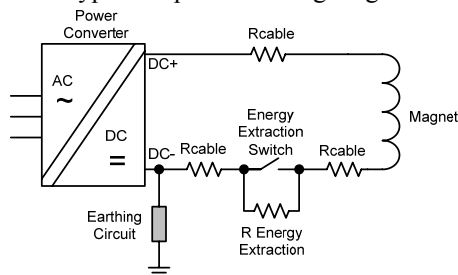 Power
Converter
Rcable
AC
~
DC+
Magnet
Energy
Extraction
Switch
DC
=
DC-
Rcable
Rcable
Earthing
Circuit
R Energy
Extraction